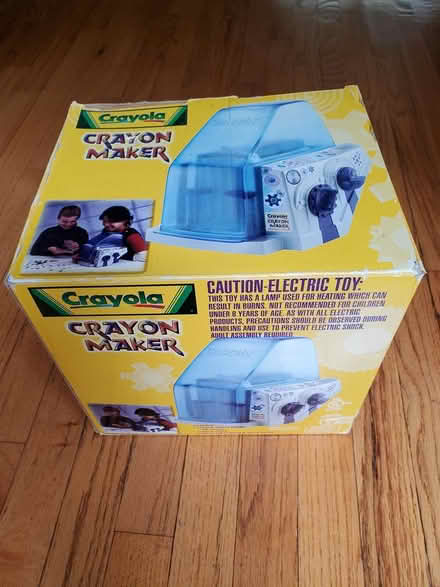 Crayola
CRAYON
MAKER
Crayola
CRAYON
MAKER
Crayola
CRAYON
MAKER
CAUTION-ELECTRIC TOY:
THIS TOY HAS A LAMP USED FOR HEATING WHICH CAN
RESULT IN BURNS. NOT RECOMMENDED FOR CHILDREN
UNDER 8 YEARS OF AGE. AS WITH ALL ELECTRIC
PRODUCTS, PRECAUTIONS SHOULD BE OBSERVED DURING
HANDLING AND USE TO PREVENT ELECTRIC SHOCK.
ADULT ASSEMBLY REQUIRED.